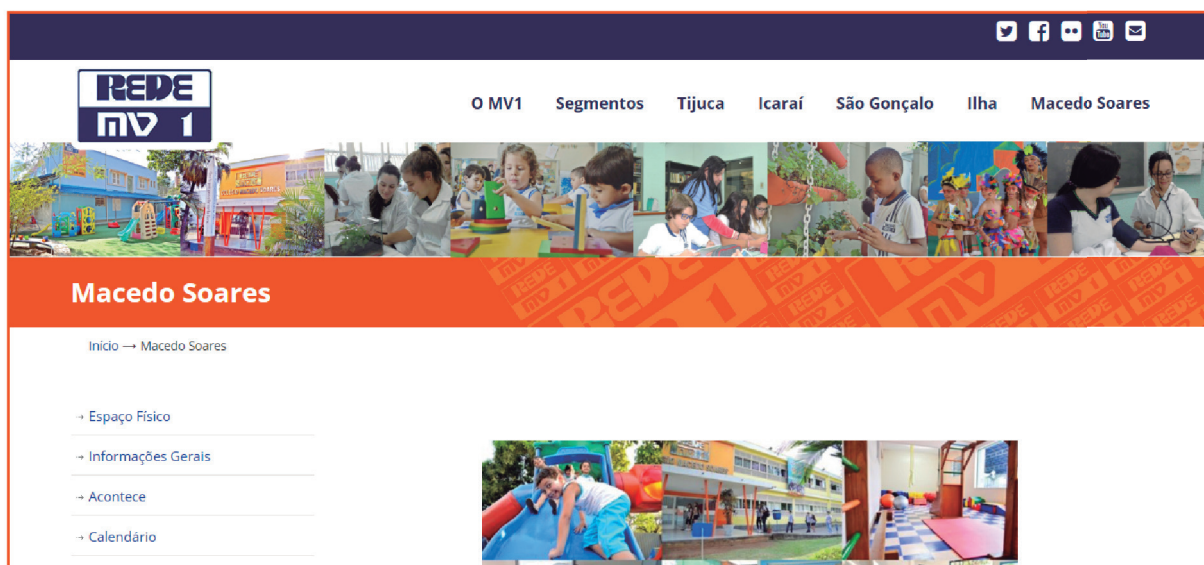 REDE
MV 1
O MV1 Segmentos Tijuca Icaraí São Gonçalo Ilha Macedo Soares
Macedo Soares
Início → Macedo Soares
→ Espaço Físico
→ Informações Gerais
→ Acontece
→ Calendário